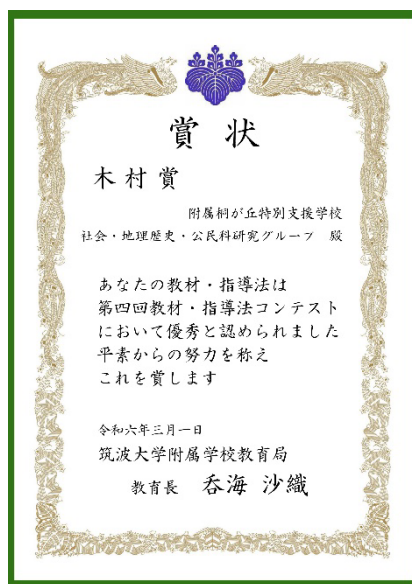 賞状
木村賞
附属桐が丘特別支援学校
社会・地理歴史・公民科研究グループ 殿
あなたの教材・指導法は
第四回教材・指導法コンテスト
において優秀と認められました
平素からの努力を称え
これを賞します
令和六年三月一日
筑波大学附属学校教育局
教育長 呑海 沙織